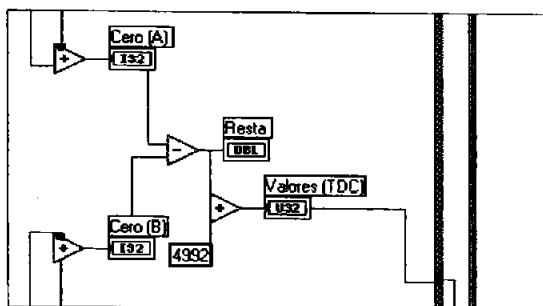 Cero (A)
I32
Resta
DBL
Valores (TDC)
U32
Cero (B)
I32
4992